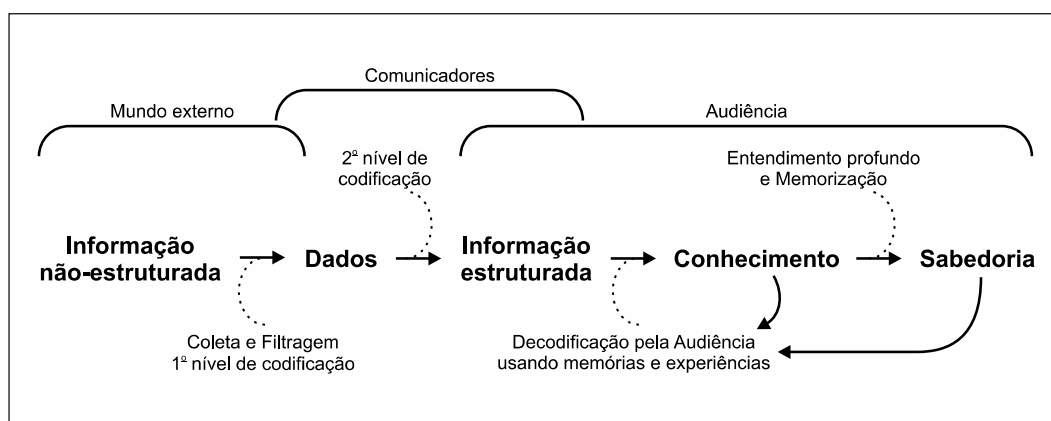 Comunicadores
Mundo externo
Audiência
2º nível de
codificação
Entendimento profundo
e Memorização
Informação
não-estruturada
Dados
Informação
estruturada
Conhecimento
Sabedoria
Coleta e Filtragem
1º nível de codificação
Decodificação pela Audiência
usando memórias e experiências